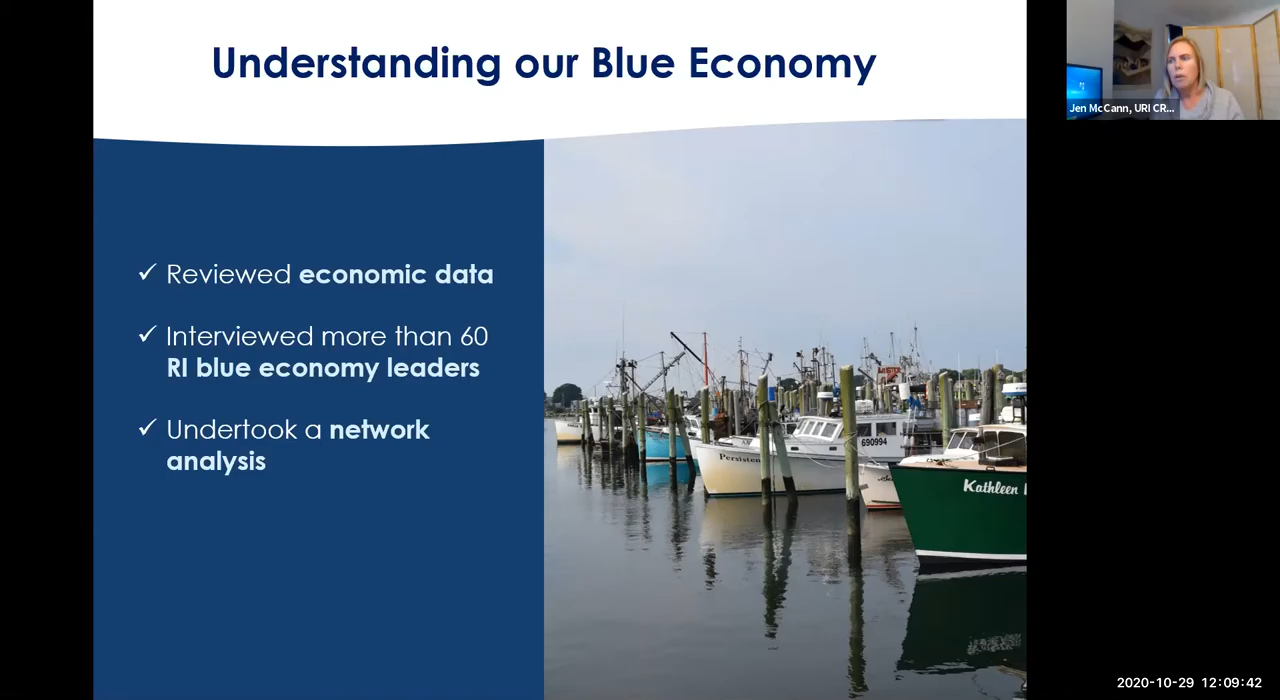 Understanding our Blue Economy
Jen McCann, URI CR...
✓ Reviewed economic data
✓ Interviewed more than 60
RI blue economy leaders
✓ Undertook a network
analysis
690994
Persisten
Kathleen
2020-10-29 12:09:42